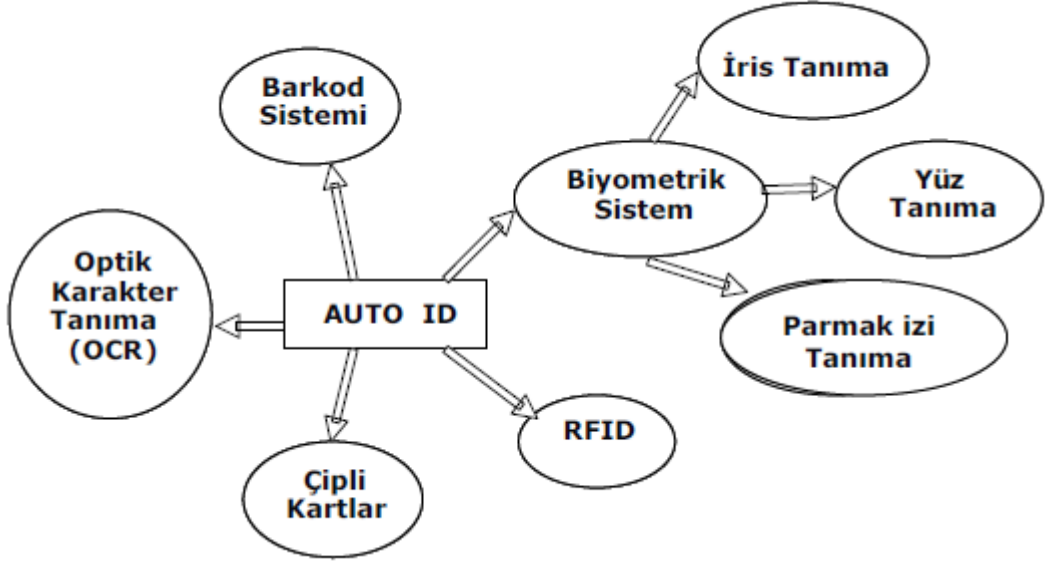 İris Tanıma
Barkod
Sistemi
Biyometrik
Sistem
Yüz
Tanıma
Optik
Karakter
Tanıma
(OCR)
AUTO ID
Parmak izi
Tanıma
RFID
Çipli
Kartlar